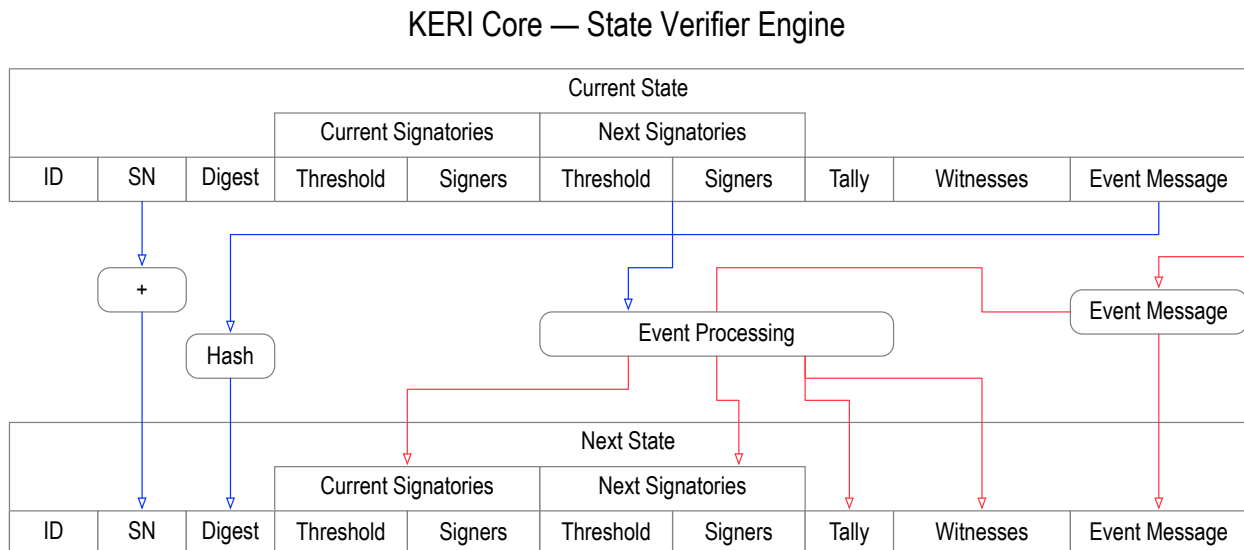 KERI Core — State Verifier Engine
Current State
Current Signatories Next Signatories
ID SN Digest Threshold Signers Threshold Signers Tally Witnesses Event Message
+
Event Message
Event Processing
Hash
Next State
Current Signatories Next Signatories
ID SN Digest Threshold Signers Threshold Signers Tally Witnesses Event Message